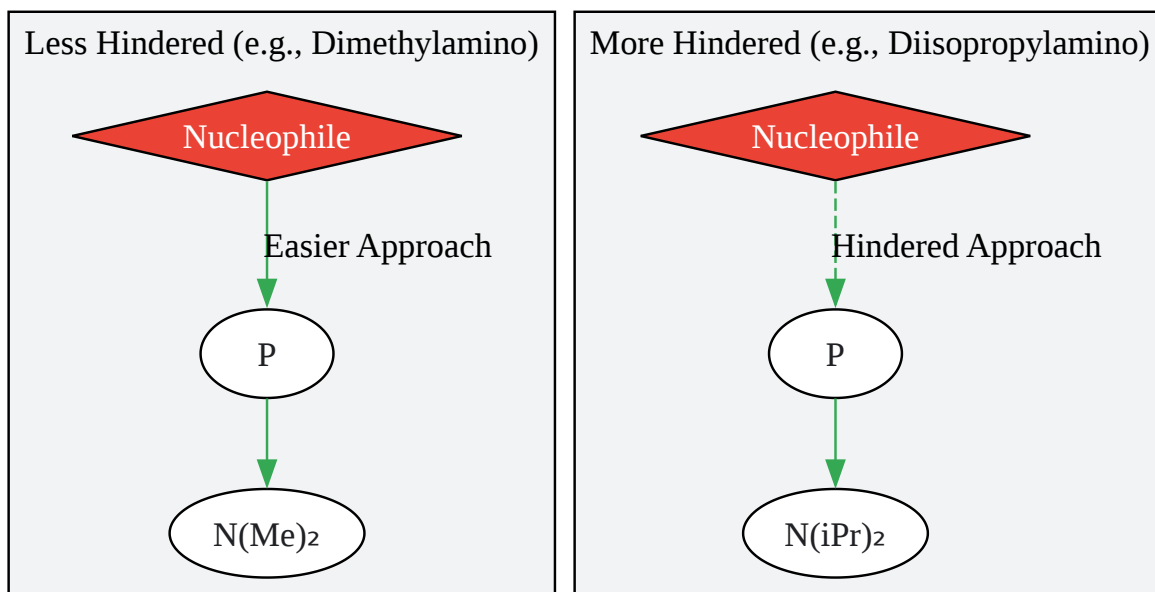 Less Hindered (e.g., Dimethylamino)
Nucleophile
Easier Approach
P
N(Me)₂
More Hindered (e.g., Diisopropylamino)
Nucleophile
Hindered Approach
P
N(iPr)₂